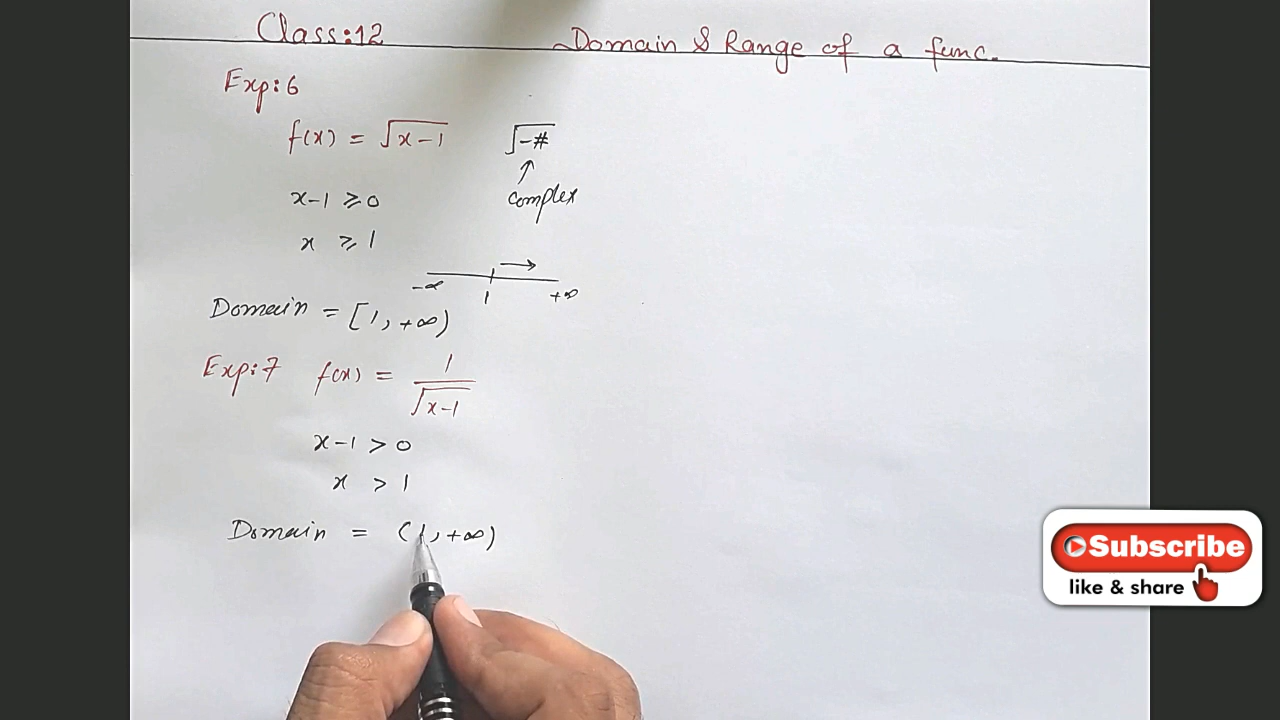 Class:12 Domain & Range of a func.
Exp:6
f(x) = √x-1 √-#
↑
x-1 ≥ 0 complex
x ≥ 1
→
-∞ 1 +∞
Domain = [1, +∞)
Exp:7 f(x) = 1/√x-1
x-1 > 0
x > 1
Domain = (1, +∞)
Subscribe
like & share